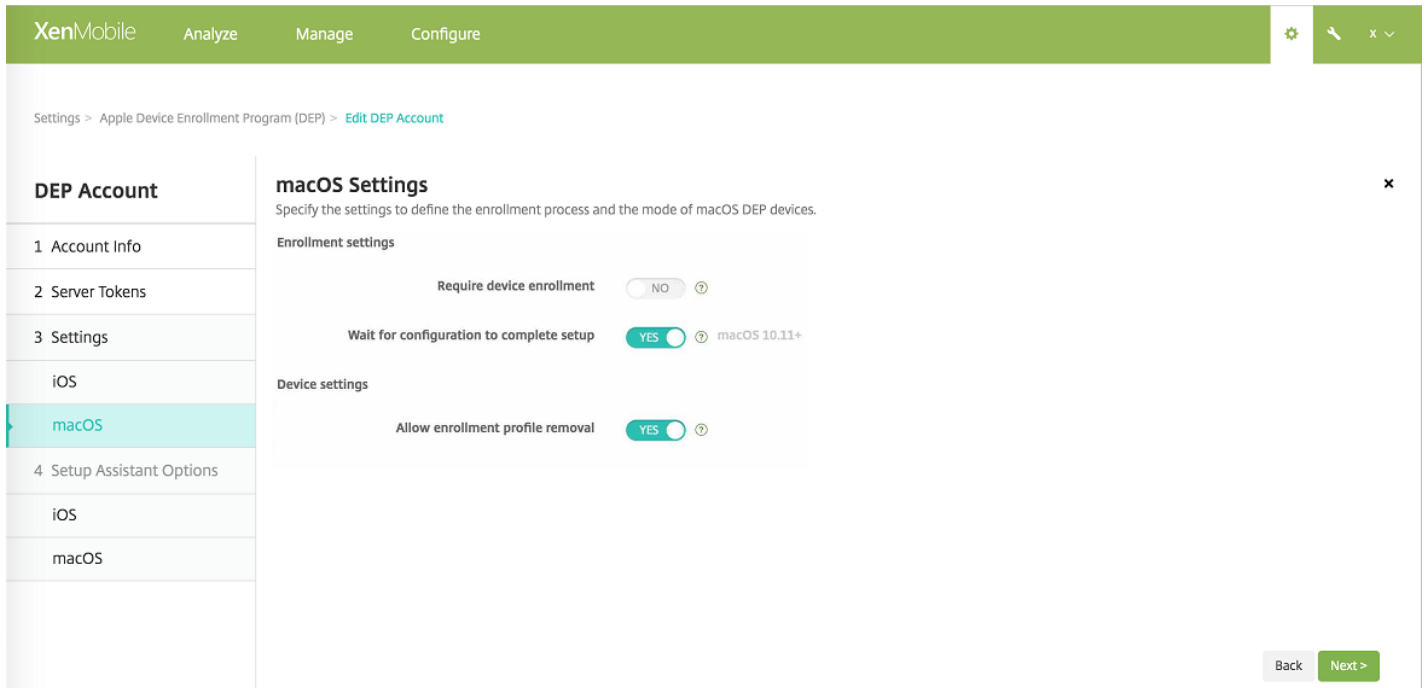 XenMobile Analyze Manage Configure X
Settings > Apple Device Enrollment Program (DEP) > Edit DEP Account
DEP Account
1 Account Info
2 Server Tokens
3 Settings
iOS
macOS
4 Setup Assistant Options
iOS
macOS
macOS Settings
Specify the settings to define the enrollment process and the mode of macOS DEP devices.
Enrollment settings
Require device enrollment NO ?
Wait for configuration to complete setup YES ? macOS 10.11+
Device settings
Allow enrollment profile removal YES ?
Back Next >